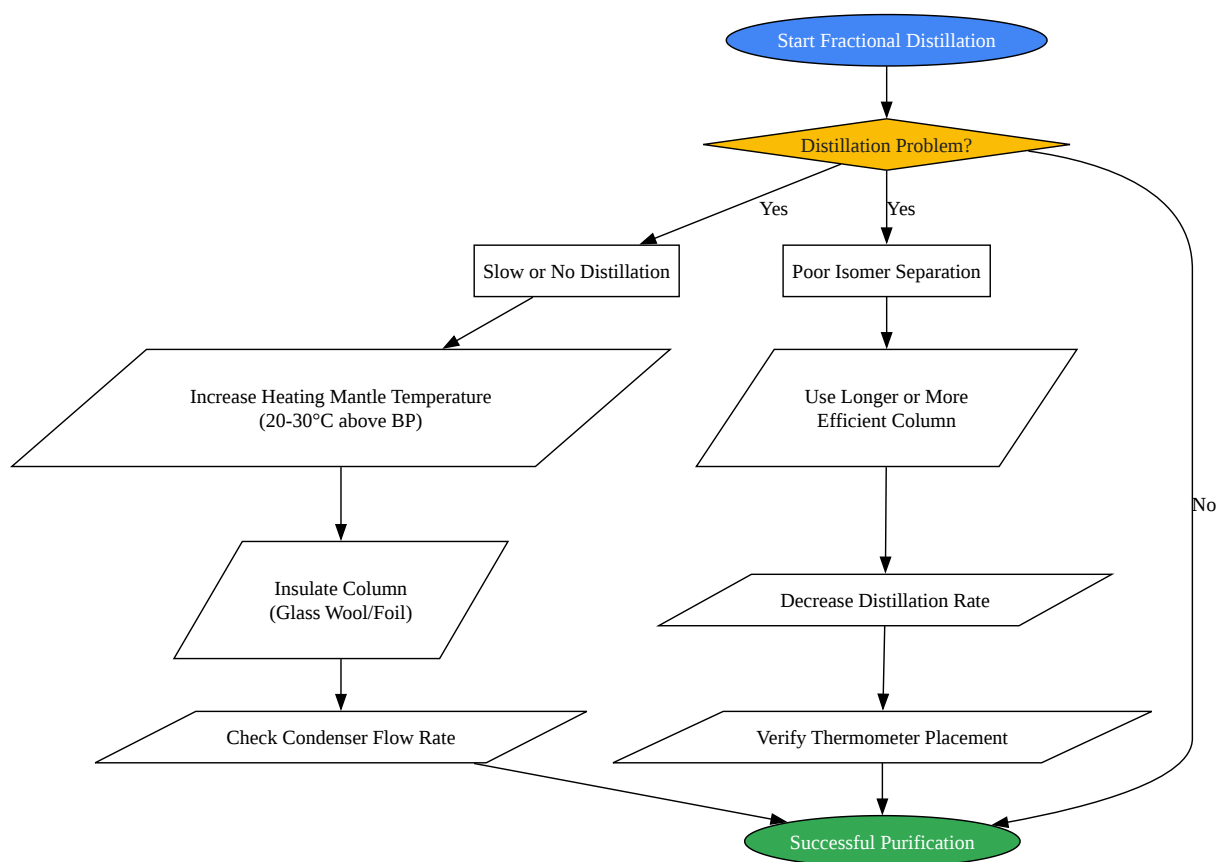 Start Fractional Distillation
Distillation Problem?
Yes
Yes
Slow or No Distillation
Poor Isomer Separation
Increase Heating Mantle Temperature
(20-30°C above BP)
Use Longer or More
Efficient Column
No
Insulate Column
(Glass Wool/Foil)
Decrease Distillation Rate
Check Condenser Flow Rate
Verify Thermometer Placement
Successful Purification